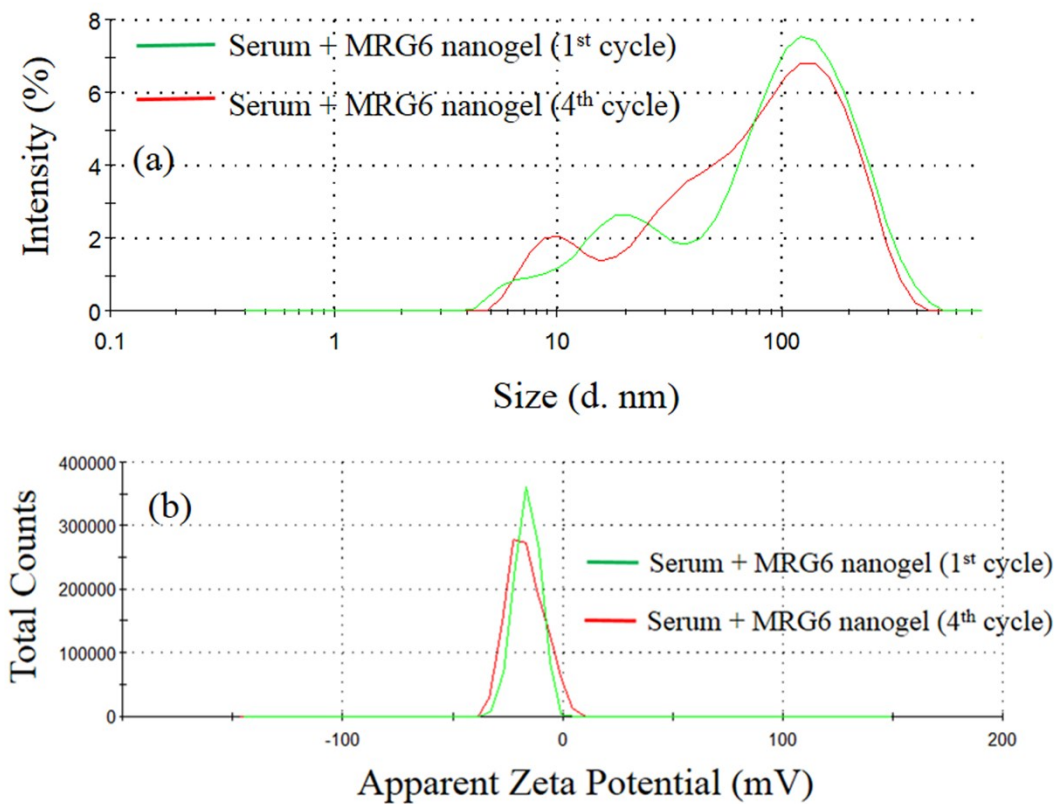 8
Serum + MRG6 nanogel (1st cycle)
6
Serum + MRG6 nanogel (4th cycle)
(a)
4
2
0
Intensity (%)
0.1 1 10 100
Size (d. nm)
400000
(b)
300000
Serum + MRG6 nanogel (1st cycle)
200000
Serum + MRG6 nanogel (4th cycle)
100000
0
Total Counts
-100 0 100 200
Apparent Zeta Potential (mV)